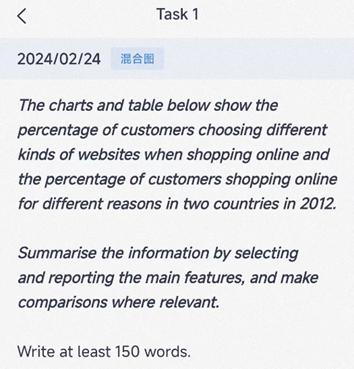 Task 1
2024/02/24 混合图
The charts and table below show the
percentage of customers choosing different
kinds of websites when shopping online and
the percentage of customers shopping online
for different reasons in two countries in 2012.
Summarise the information by selecting
and reporting the main features, and make
comparisons where relevant.
Write at least 150 words.